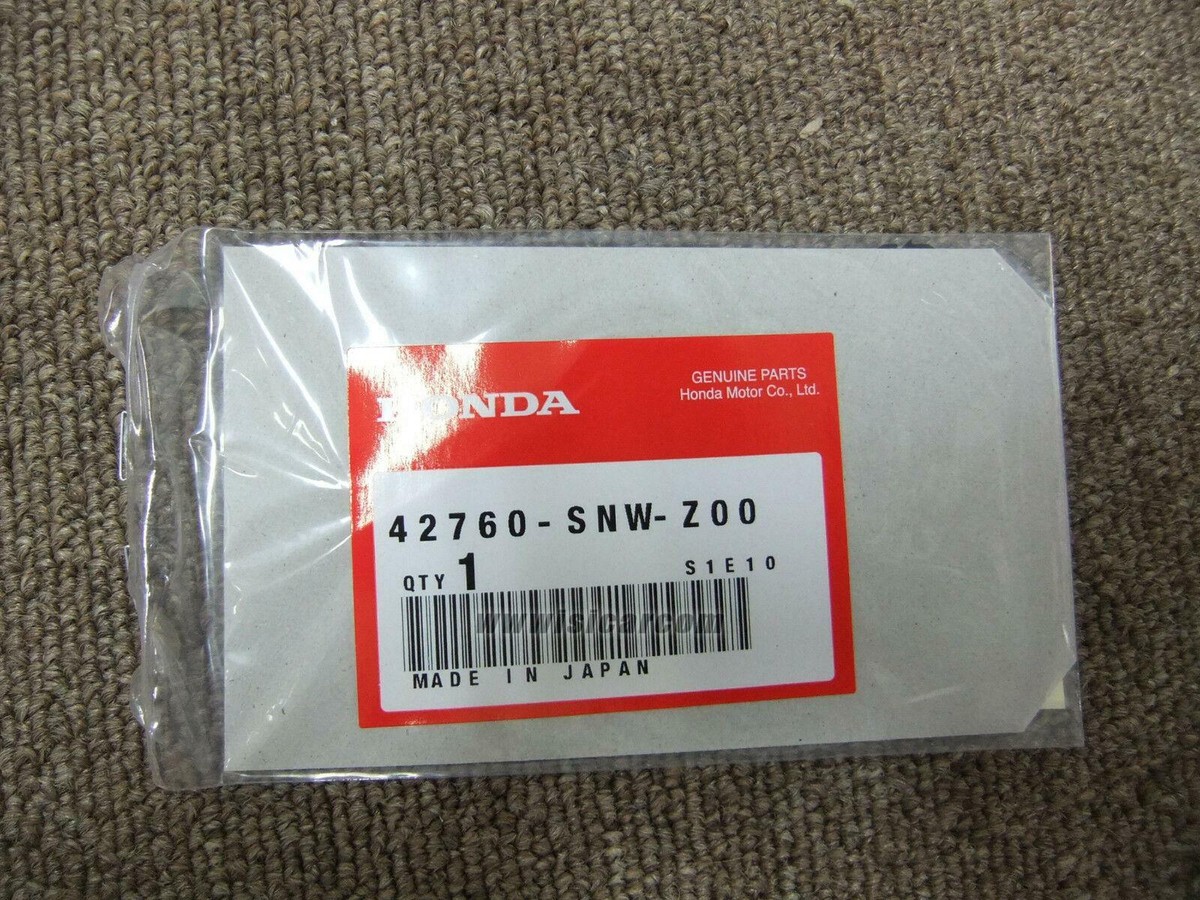 HONDA
GENUINE PARTS
Honda Motor Co., Ltd.
42760-SNW-Z00
QTY 1 S1E10
www.isicar.com
MADE IN JAPAN